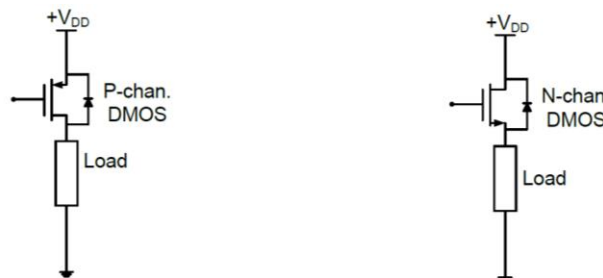 +VDD
P-chan.
DMOS
Load
+VDD
N-chan
DMOS
Load